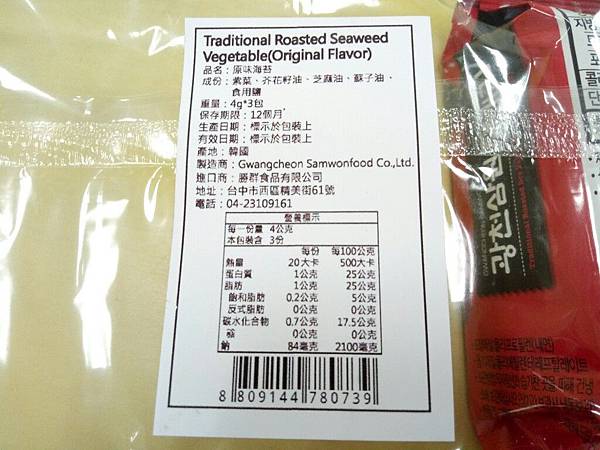 Traditional Roasted Seaweed
Vegetable(Original Flavor)
品名：原味海苔
成份：紫菜、芥花籽油、芝麻油、蘇子油、
食用鹽
重量：4g*3包
保存期限：12個月
生產日期：標示於包裝上
有效日期：標示於包裝上
產地：韓國
製造商：Gwangcheon Samwonfood Co.,Ltd.
進口商：勝群食品有限公司
地址：台中市西區精美街61號
電話：04-23109161
營養標示
每一份量 4公克
本包裝含 3份
每份 每100公克
熱量 20大卡 500大卡
蛋白質 1公克 25公克
脂肪 1公克 25公克
飽和脂肪 0.2公克 5公克
反式脂肪 0公克 0公克
碳水化合物 0.7公克 17.5公克
糖 0公克 0公克
鈉 84毫克 2100毫克
8 809144 780739
광천삼원